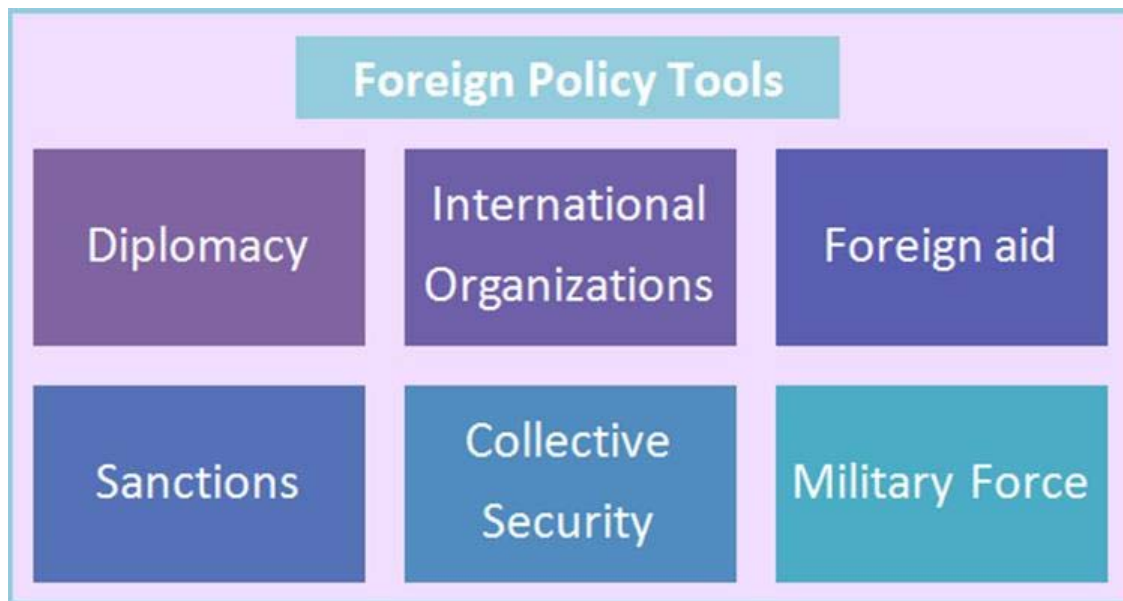 Foreign Policy Tools
Diplomacy
International
Organizations
Foreign aid
Sanctions
Collective
Security
Military Force